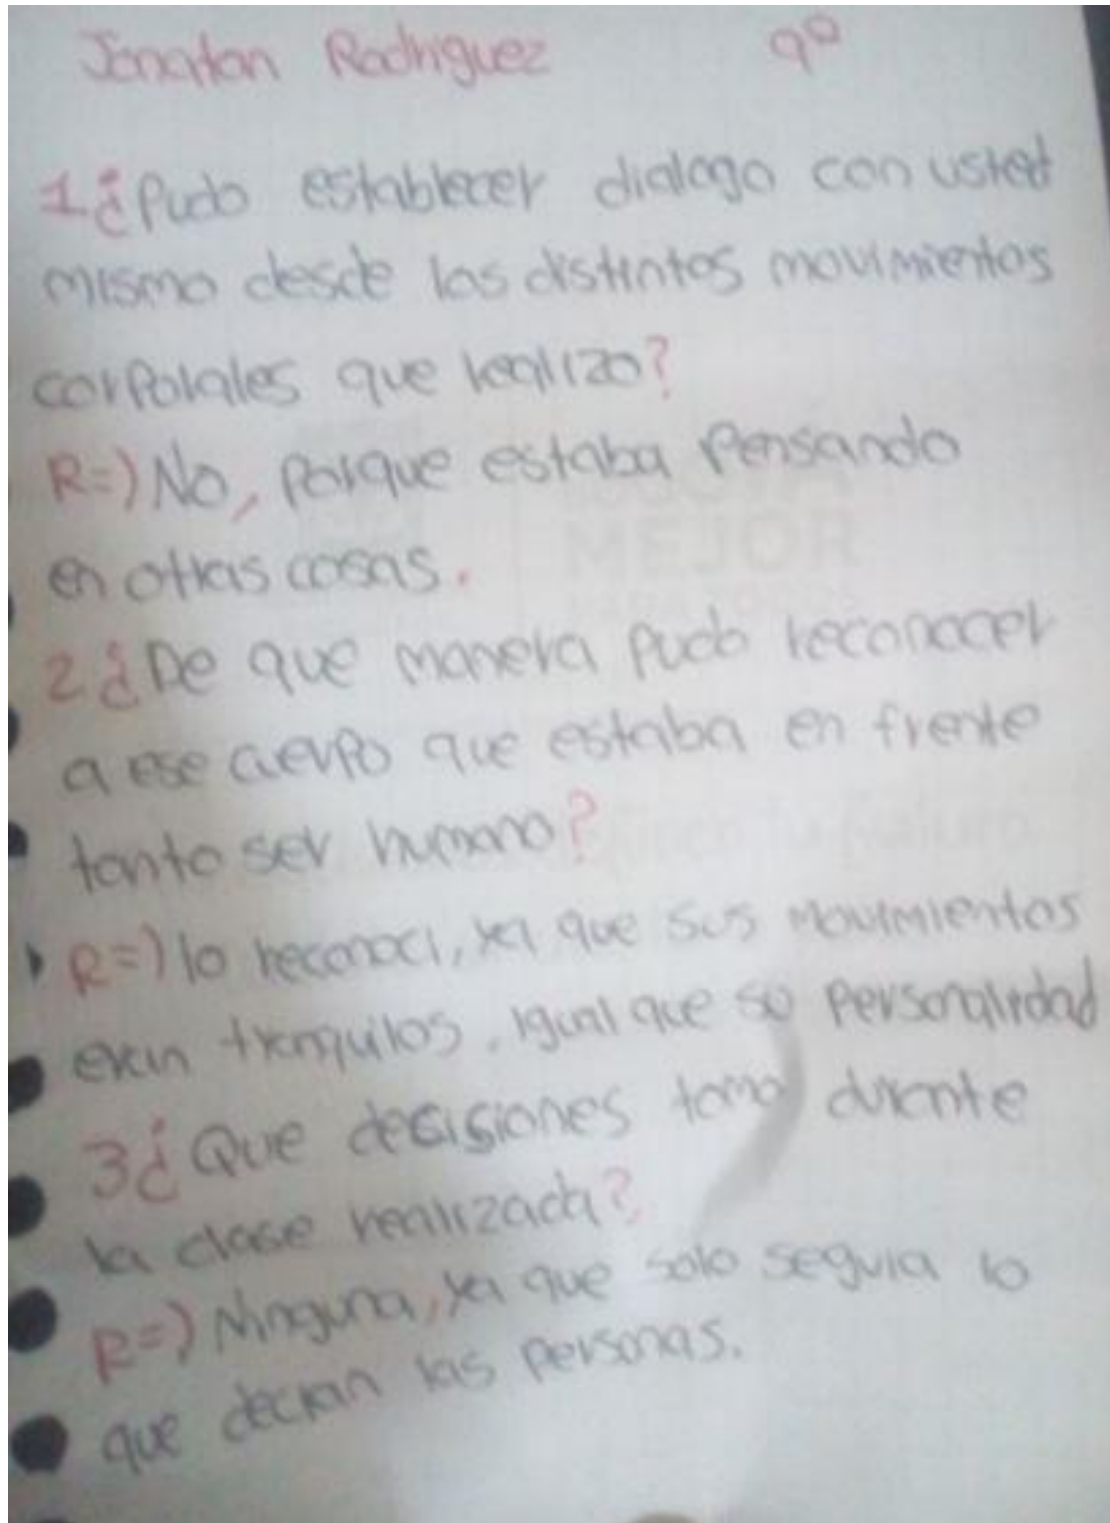 Jonatan Rodriguez 9º
1¿Pudo establecer dialogo con usted
mismo desde los distintos movimientos
corporales que realizo?
R=) No, porque estaba Pensando
en otras cosas.
2¿De que manera pudo reconocer
a ese cuerpo que estaba en frente
tanto ser humano?
R=) lo reconoci, ya que sus movimientos
eran tranquilos, igual que su personalidad
3¿Que desisiones tomo durante
la clase realizada?
R=) Ninguna, ya que solo seguia lo
que decian las personas.
MEJOR